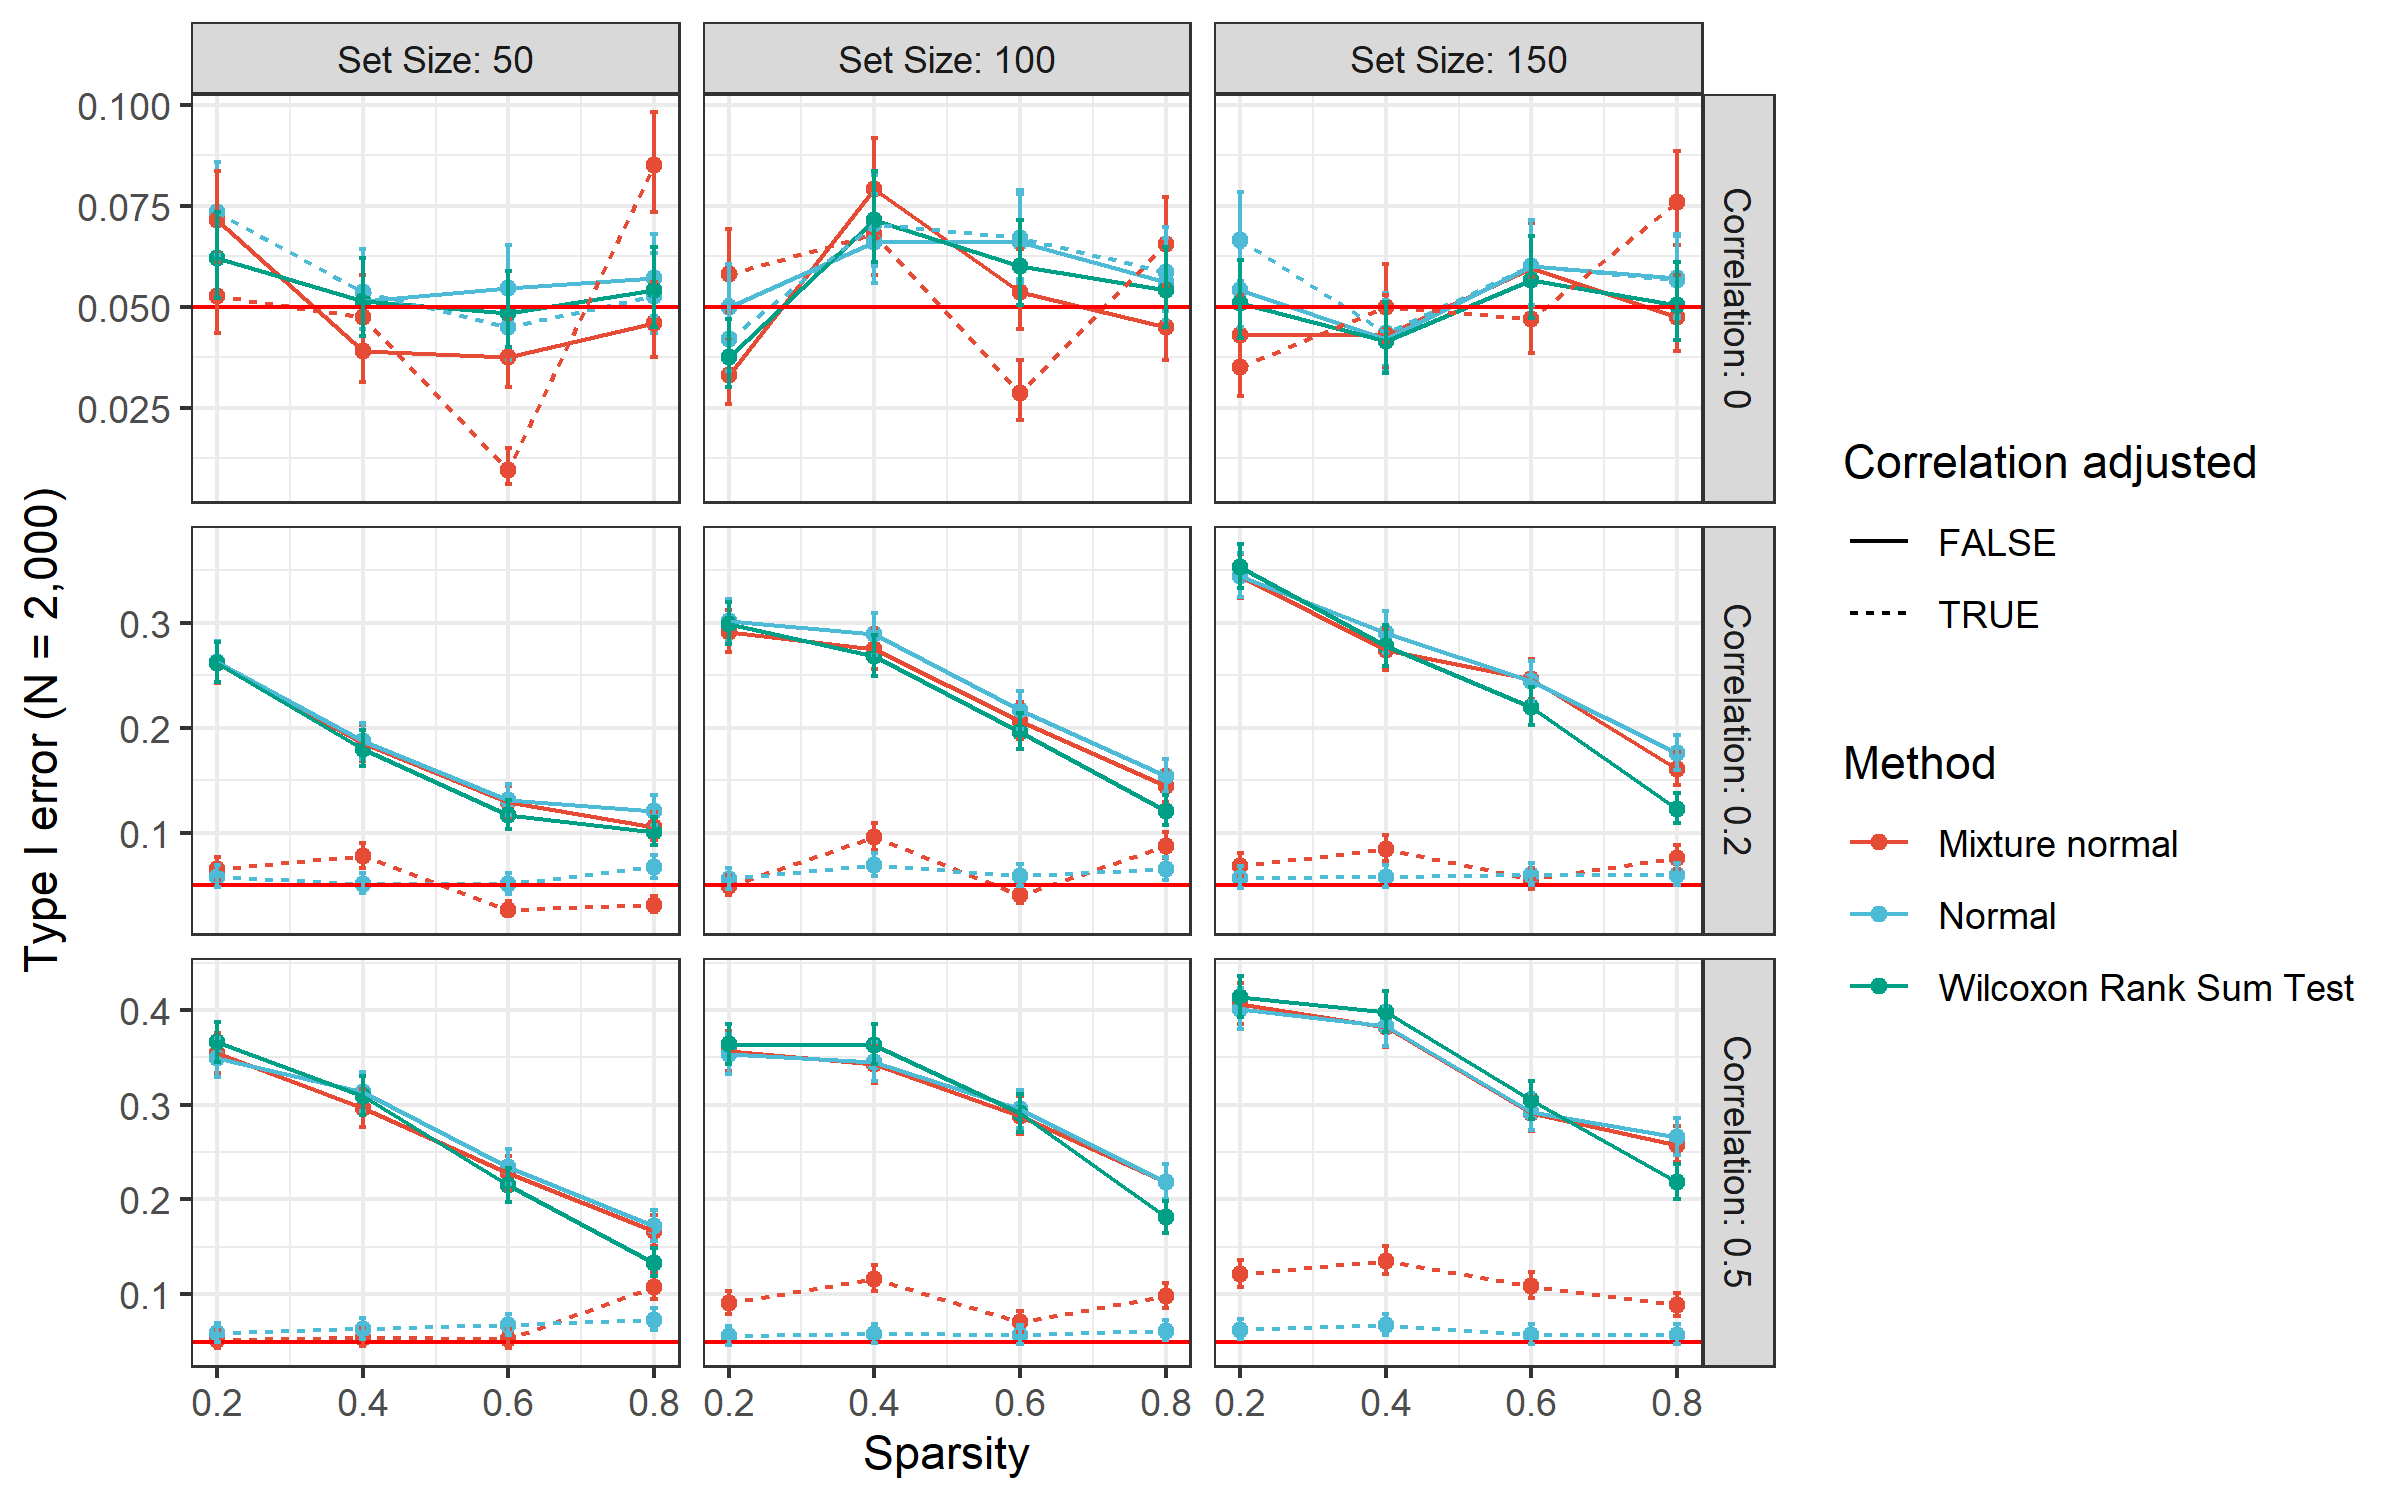 Set Size: 50
Set Size: 100
Set Size: 150
0.100
0.075
0.050
0.025
Correlation: 0
0.3
0.2
0.1
Correlation: 0.2
0.4
0.3
0.2
0.1
Correlation: 0.5
0.2 0.4 0.6 0.8
0.2 0.4 0.6 0.8
0.2 0.4 0.6 0.8
Sparsity
Type I error (N = 2,000)
Correlation adjusted
FALSE
TRUE
Method
Mixture normal
Normal
Wilcoxon Rank Sum Test